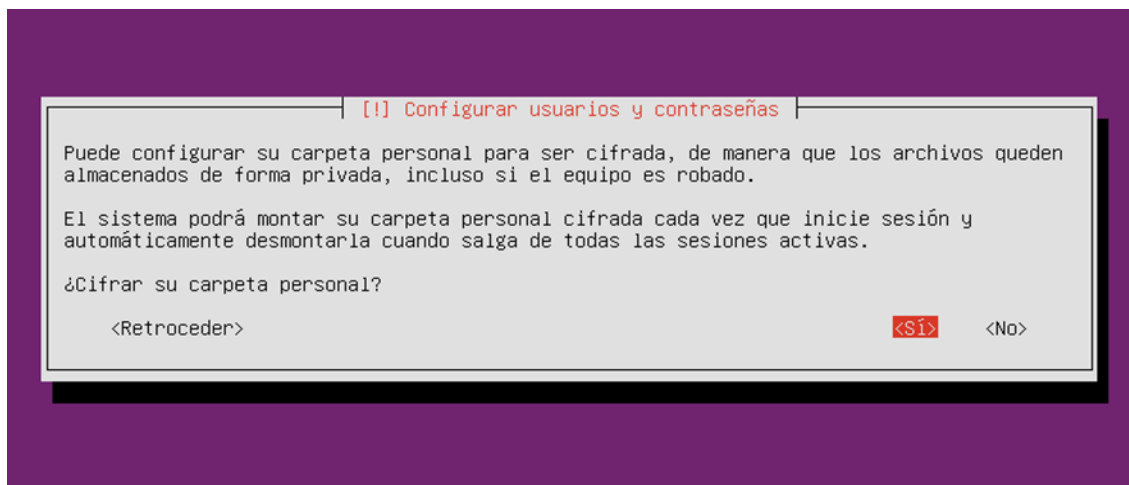 [!] Configurar usuarios y contraseñas
Puede configurar su carpeta personal para ser cifrada, de manera que los archivos queden
almacenados de forma privada, incluso si el equipo es robado.
El sistema podrá montar su carpeta personal cifrada cada vez que inicie sesión y
automáticamente desmontarla cuando salga de todas las sesiones activas.
¿Cifrar su carpeta personal?
<Retroceder> <Sí> <No>